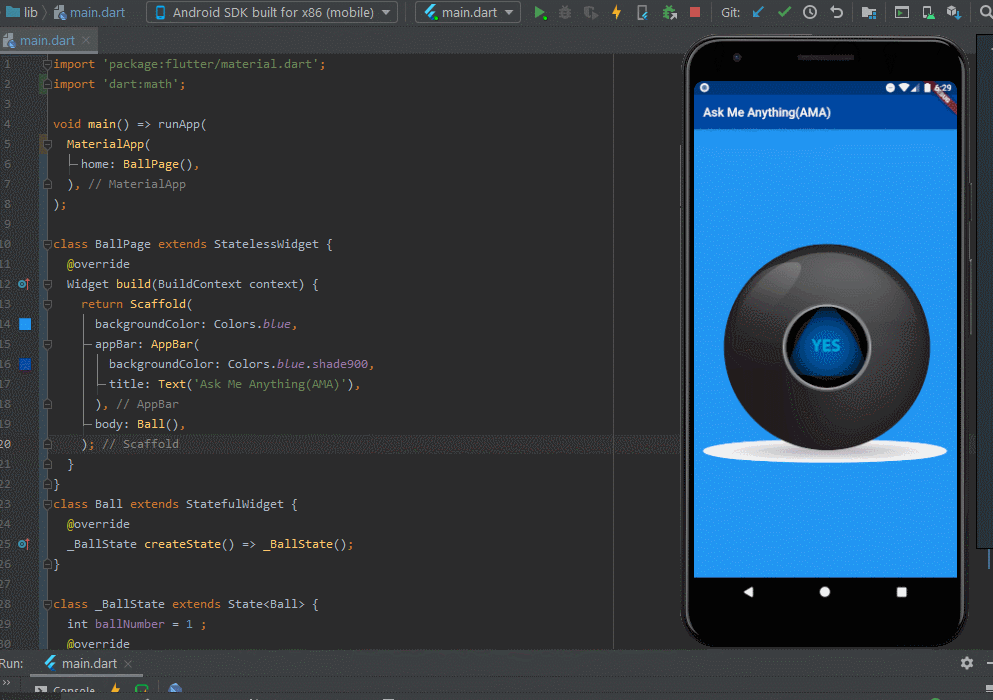 lib main.dart Android SDK built for x86 (mobile) main.dart Git:
main.dart
1 import 'package:flutter/material.dart';
2 import 'dart:math';
3
4 void main() => runApp(
5 MaterialApp(
6 home: BallPage(),
7 ), // MaterialApp
8 );
9
10 class BallPage extends StatelessWidget {
11 @override
12 Widget build(BuildContext context) {
13 return Scaffold(
14 backgroundColor: Colors.blue,
15 appBar: AppBar(
16 backgroundColor: Colors.blue.shade900,
17 title: Text('Ask Me Anything(AMA)'),
18 ), // AppBar
19 body: Ball(),
20 ); // Scaffold
21 }
22 }
23 class Ball extends StatefulWidget {
24 @override
25 _BallState createState() => _BallState();
26 }
27
28 class _BallState extends State<Ball> {
29 int ballNumber = 1 ;
30 @override
6:29
DEBUG
Ask Me Anything(AMA)
YES
Run: main.dart
Console